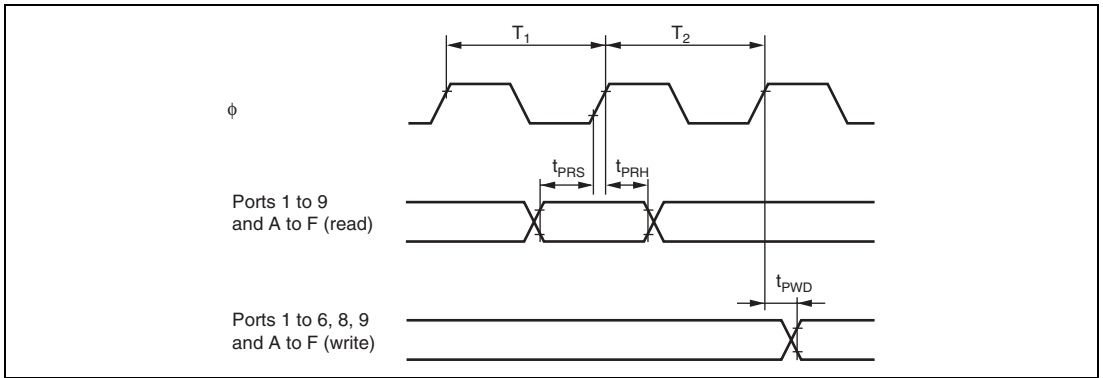 T₁ T₂
ϕ
tPRS tPRH
Ports 1 to 9
and A to F (read)
tPWD
Ports 1 to 6, 8, 9
and A to F (write)